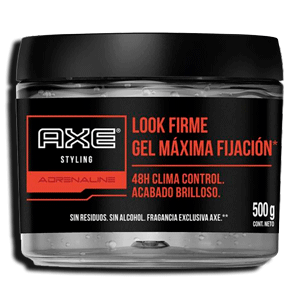 AXE
STYLING
ADRENALINE
LOOK FIRME
GEL MÁXIMA FIJACIÓN*
48H CLIMA CONTROL.
ACABADO BRILLOSO.
SIN RESIDUOS. SIN ALCOHOL. FRAGANCIA EXCLUSIVA AXE.**
500 g
CONT. NETO